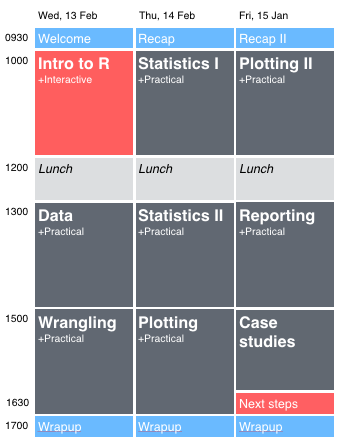 Wed, 13 Feb Thu, 14 Feb Fri, 15 Jan
0930 Welcome Recap Recap II
1000 Intro to R Statistics I Plotting II
+Interactive +Practical +Practical
1200 Lunch Lunch Lunch
1300 Data Statistics II Reporting
+Practical +Practical +Practical
1500 Wrangling Plotting Case
studies
+Practical +Practical
1630 Next steps
1700 Wrapup Wrapup Wrapup